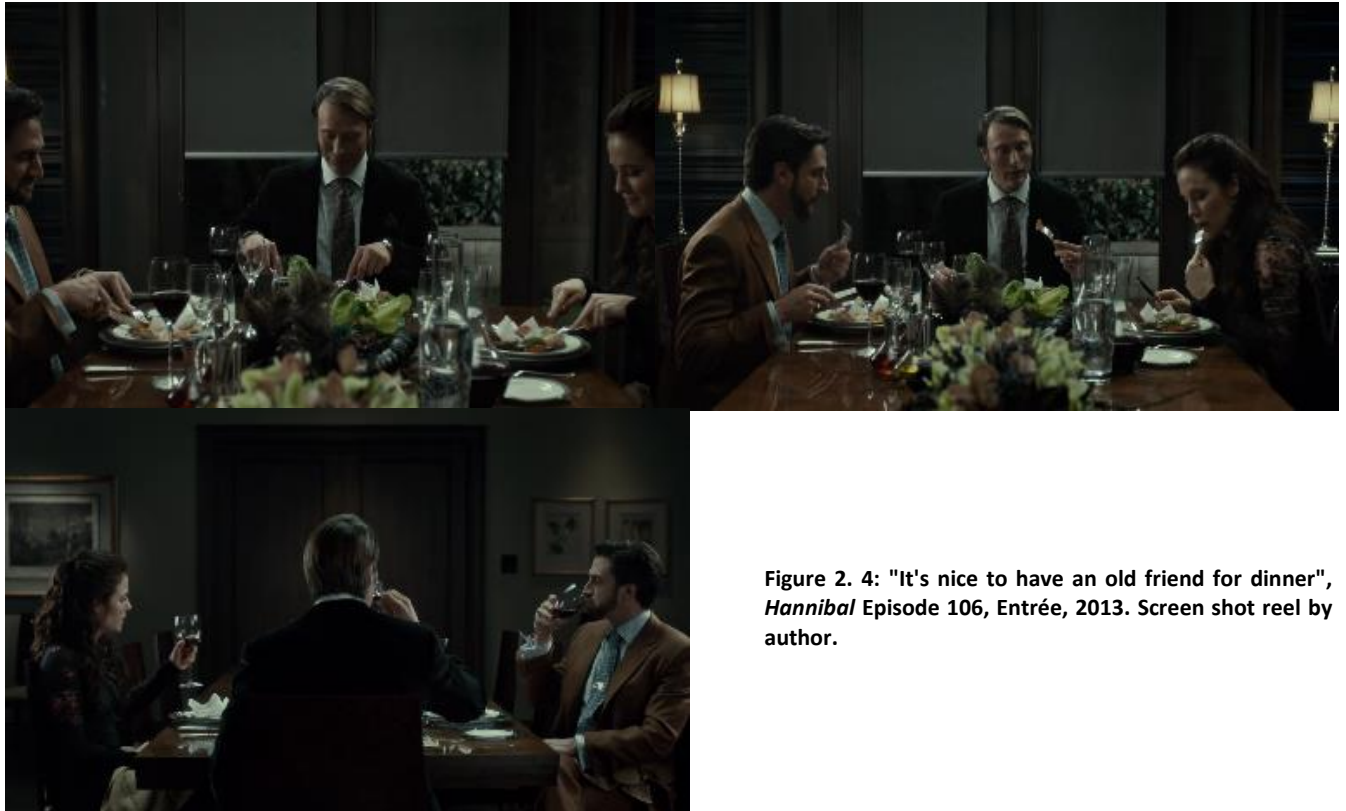 Figure 2. 4: "It's nice to have an old friend for dinner",
Hannibal Episode 106, Entrée, 2013. Screen shot reel by
author.